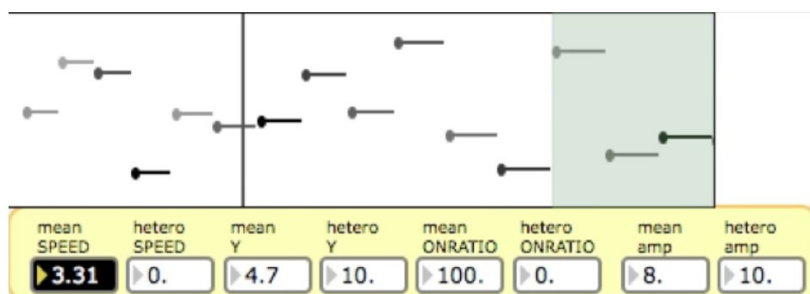 mean hetero mean hetero mean hetero mean hetero
SPEED SPEED Y Y ONRATIO ONRATIO amp amp
3.31 0. 4.7 10. 100. 0. 8. 10.